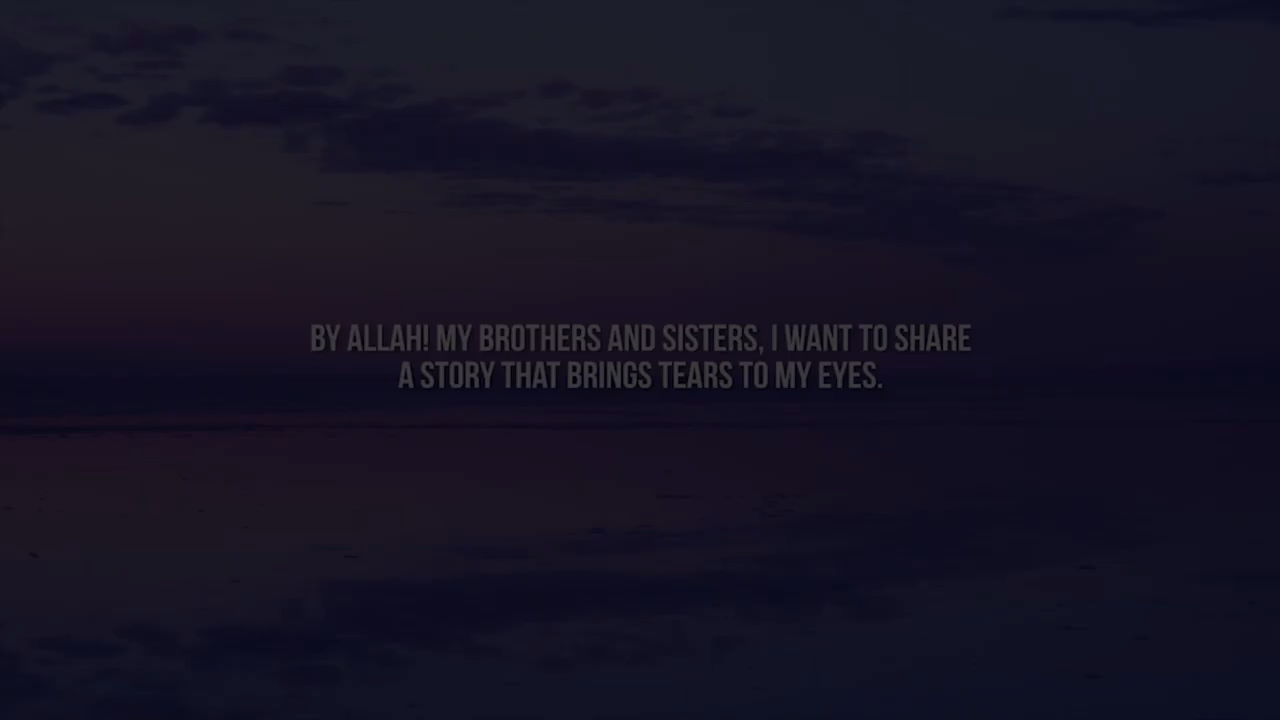 BY ALLAH! MY BROTHERS AND SISTERS, I WANT TO SHARE
A STORY THAT BRINGS TEARS TO MY EYES.